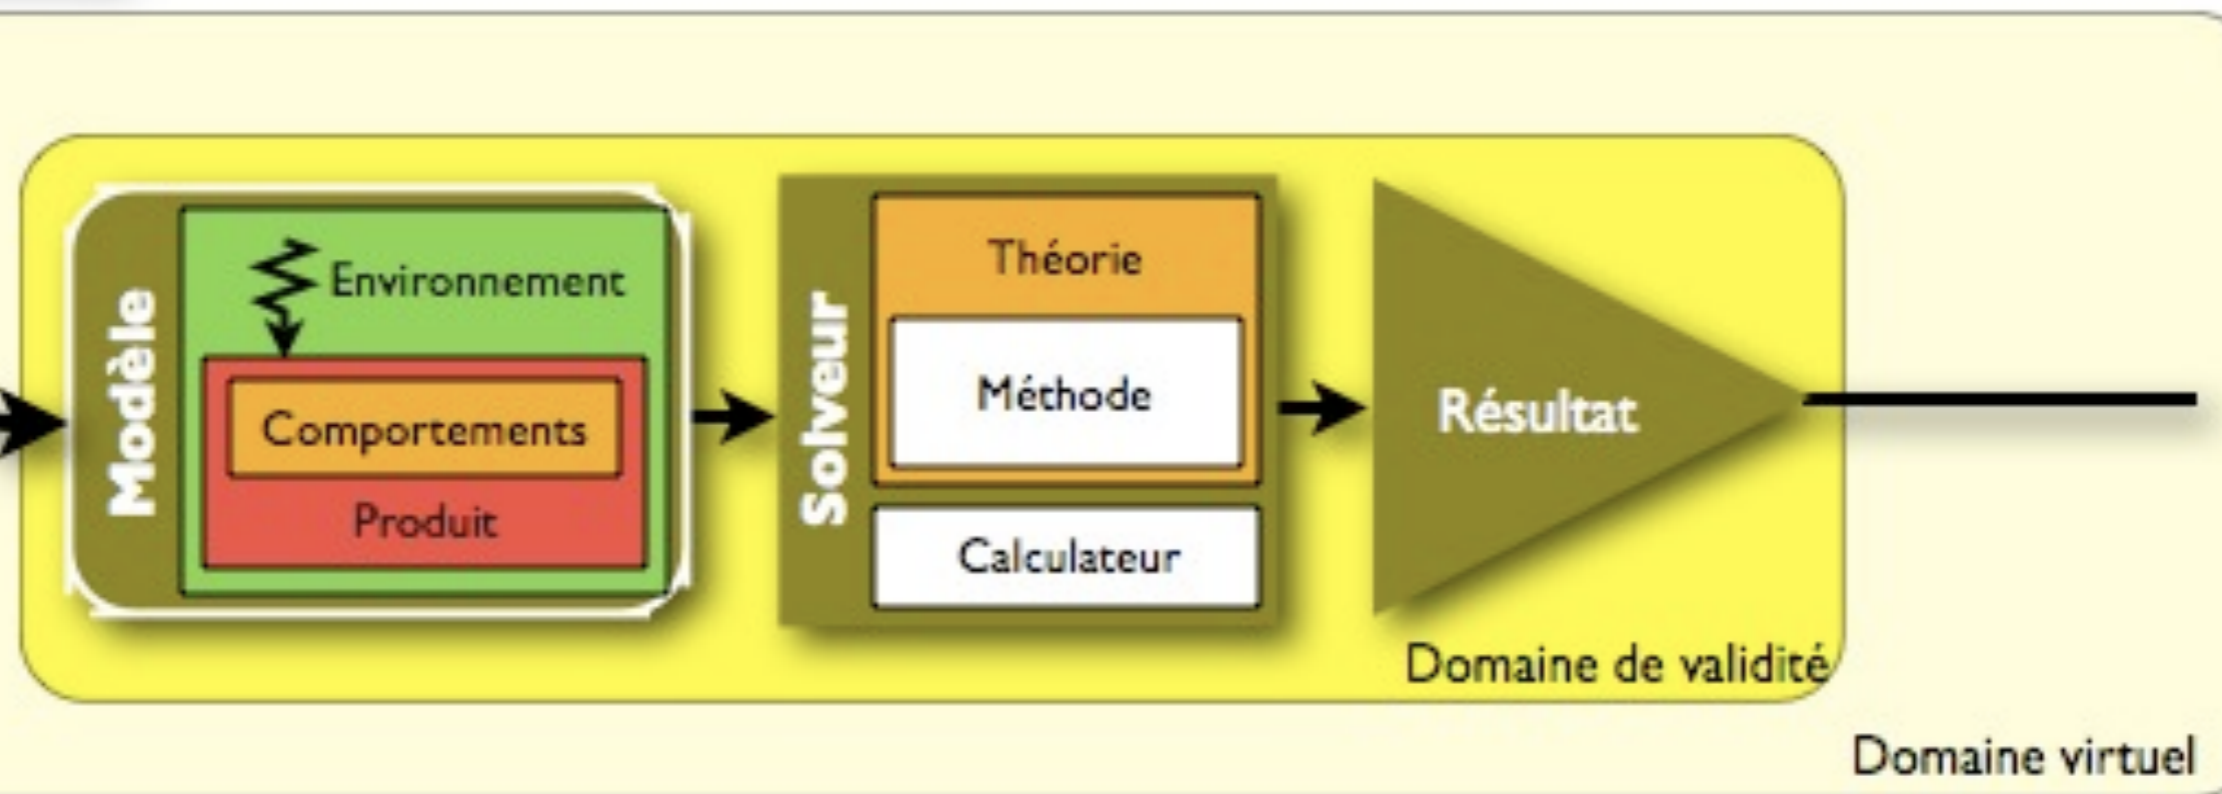 Modèle
Environnement
Comportements
Produit
Solveur
Théorie
Méthode
Calculateur
Résultat
Domaine de validité
Domaine virtuel